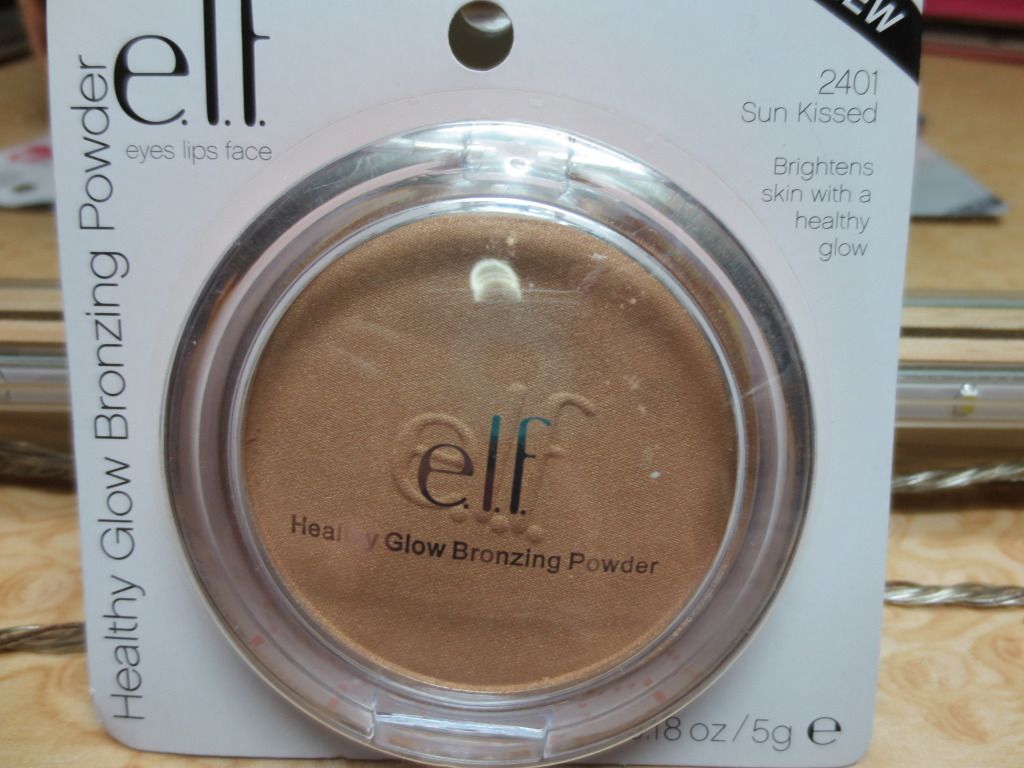 e.l.f.
eyes lips face
Healthy Glow Bronzing Powder
2401
Sun Kissed
Brightens
skin with a
healthy
glow
e.l.f.
e.l.f.
Healthy Glow Bronzing Powder
.18 oz / 5g e